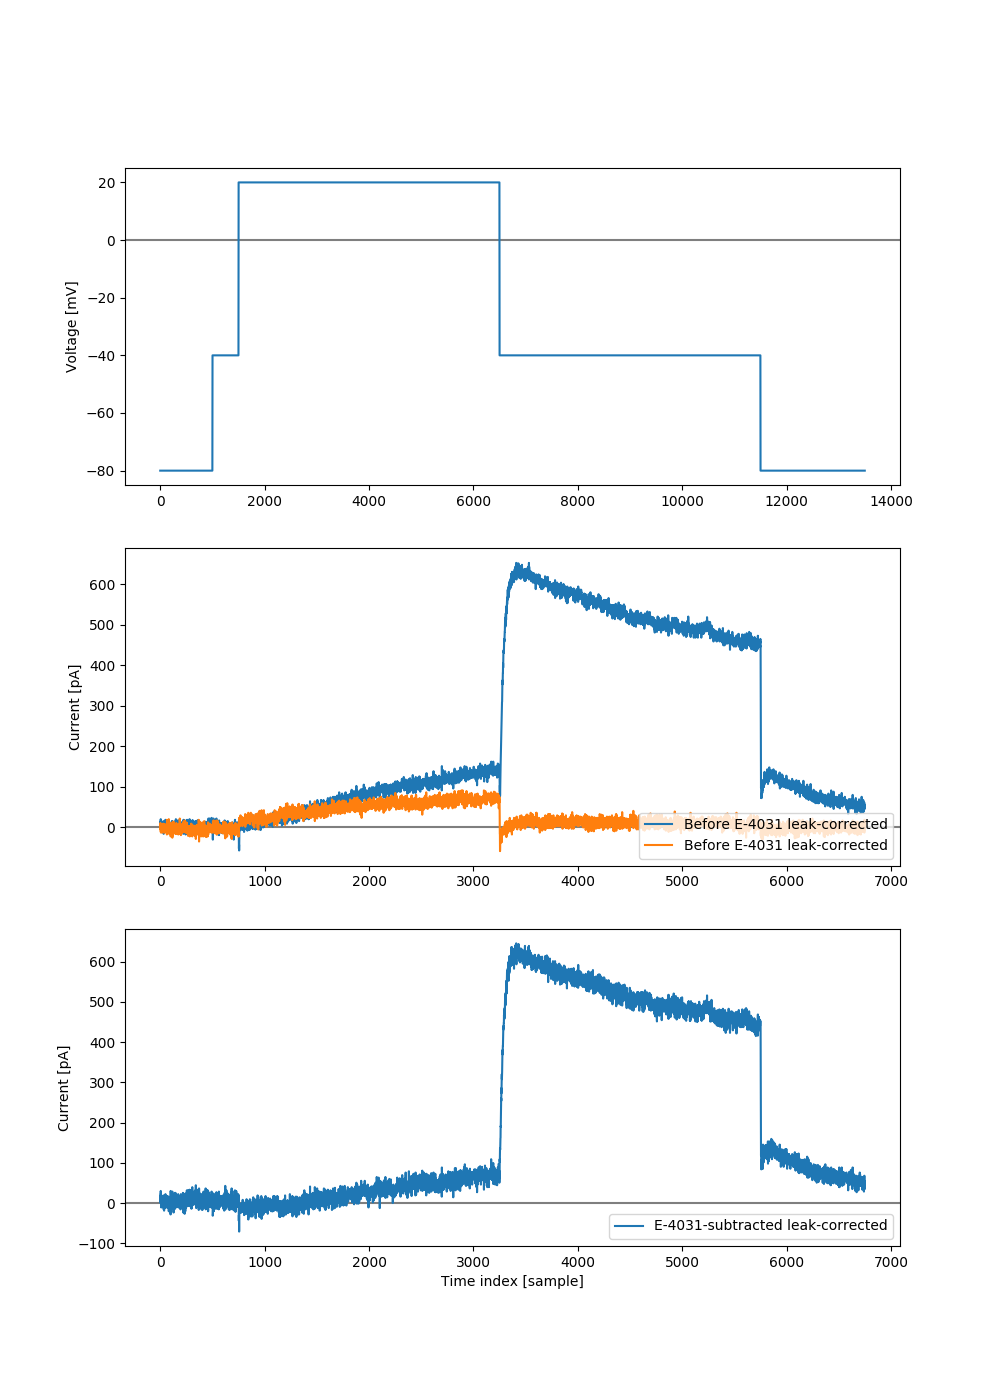 20
0
−20
−40
−60
−80
Voltage [mV]
0 2000 4000 6000 8000 10000 12000 14000
600
500
400
300
200
100
0
Current [pA]
Before E-4031 leak-corrected
Before E-4031 leak-corrected
0 1000 2000 3000 4000 5000 6000 7000
600
500
400
300
200
100
0
−100
Current [pA]
E-4031-subtracted leak-corrected
0 1000 2000 3000 4000 5000 6000 7000
Time index [sample]